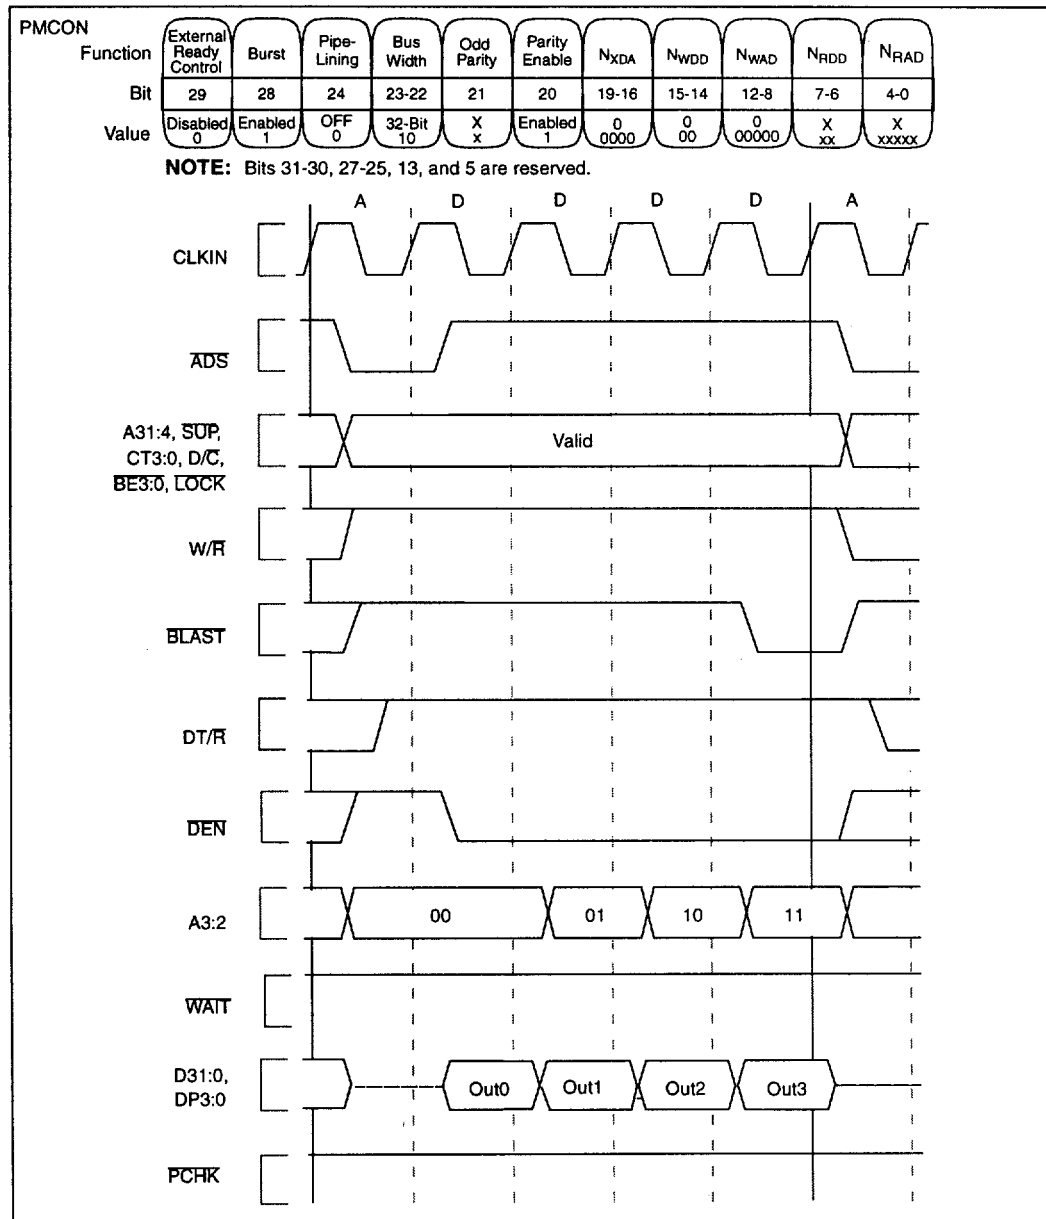 PMCON
Function External Ready Control Burst Pipe-Lining Bus Width Odd Parity Parity Enable NXDA NWDD NWAD NRDD NRAD
Bit 29 28 24 23-22 21 20 19-16 15-14 12-8 7-6 4-0
Value Disabled 0 Enabled 1 OFF 0 32-Bit 10 X x Enabled 1 0 0000 0 00 0 00000 X xx X xxxxx
NOTE: Bits 31-30, 27-25, 13, and 5 are reserved.
A D D D D A
CLKIN
ADS
A31:4, SUP,
CT3:0, D/C,
BE3:0, LOCK
Valid
W/R
BLAST
DT/R
DEN
A3:2 00 01 10 11
WAIT
D31:0,
DP3:0
Out0 Out1 Out2 Out3
PCHK